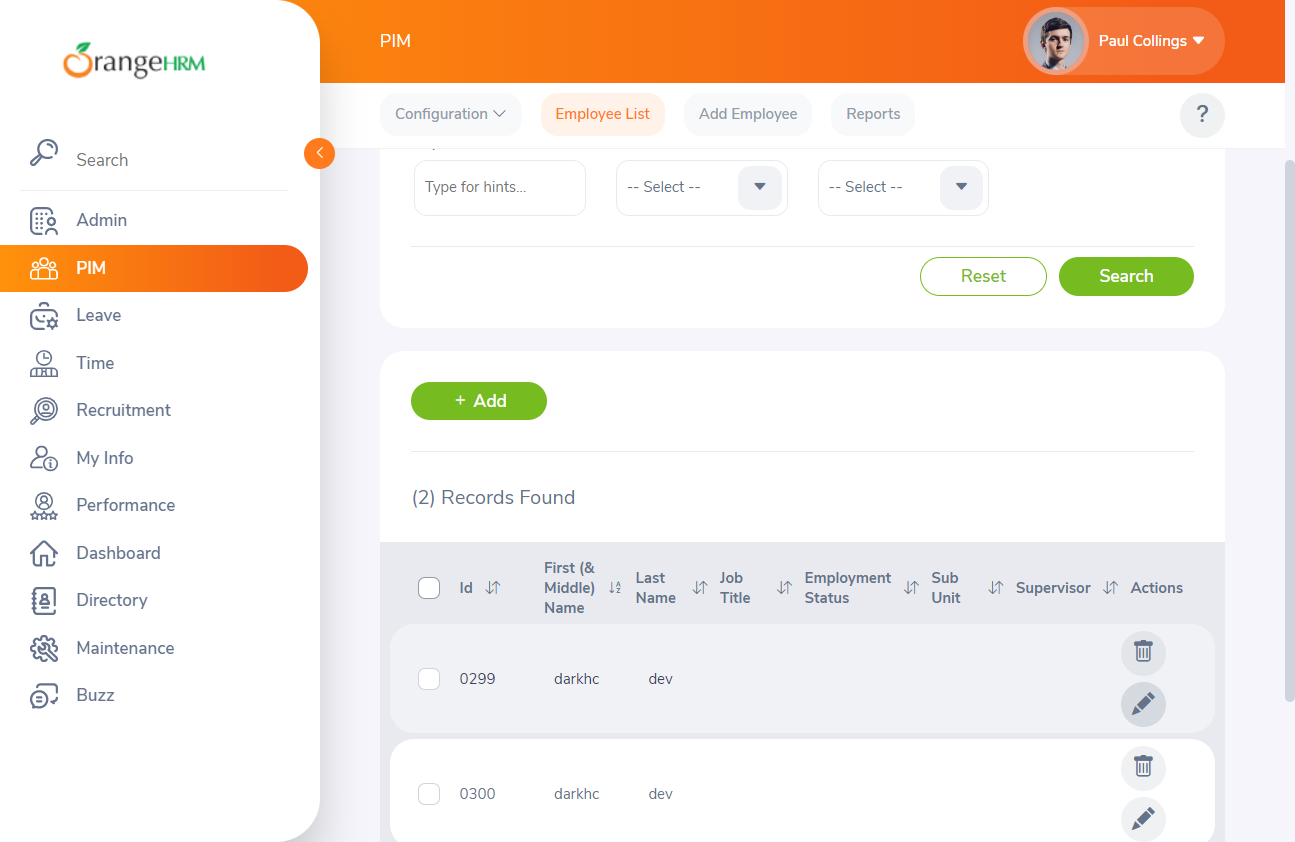 OrangeHRM
PIM
Paul Collings
Configuration
Employee List
Add Employee
Reports
?
Search
Admin
PIM
Leave
Time
Recruitment
My Info
Performance
Dashboard
Directory
Maintenance
Buzz
Type for hints...
-- Select --
-- Select --
Reset
Search
+ Add
(2) Records Found
Id
First (&
Middle)
Name
Last
Name
Job
Title
Employment
Status
Sub
Unit
Supervisor
Actions
0299 darkhc dev
0300 darkhc dev